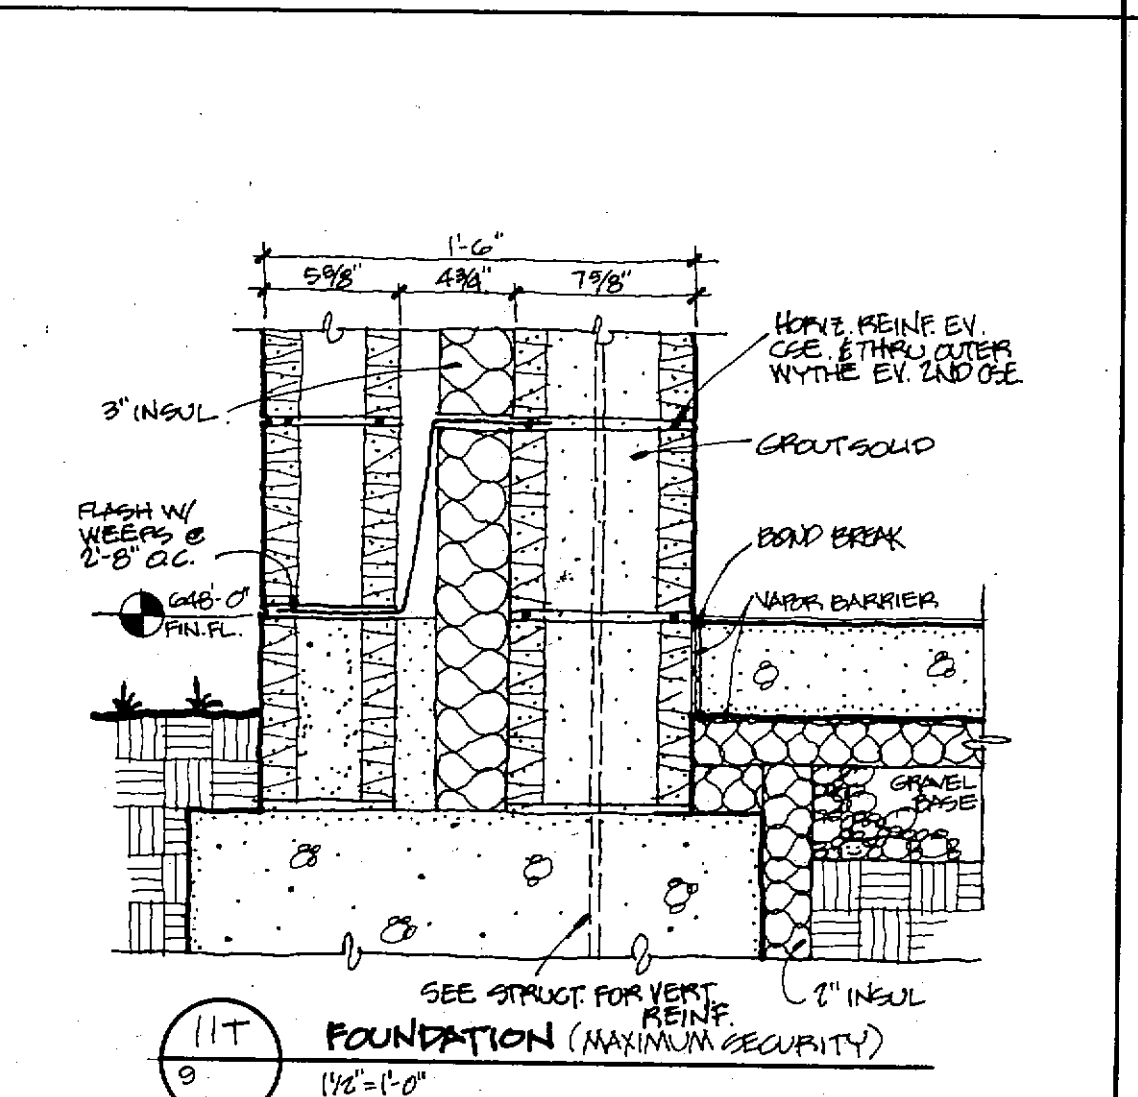 1'-6"
5 5/8" 4 3/4" 7 5/8"
HORIZ. REINF. EV.
CSE. & THRU OUTER
WYTHE EV. 2ND CSE.
3" INSUL
GROUT SOLID
FLASH W/
WEEPS @
2'-8" O.C.
BOND BREAK
648'-0"
FIN. FL.
VAPOR BARRIER
GRAVEL
BASE
SEE STRUCT. FOR VERT.
REINF.
2" INSUL
11T
9
FOUNDATION (MAXIMUM SECURITY)
1 1/2" = 1'-0"